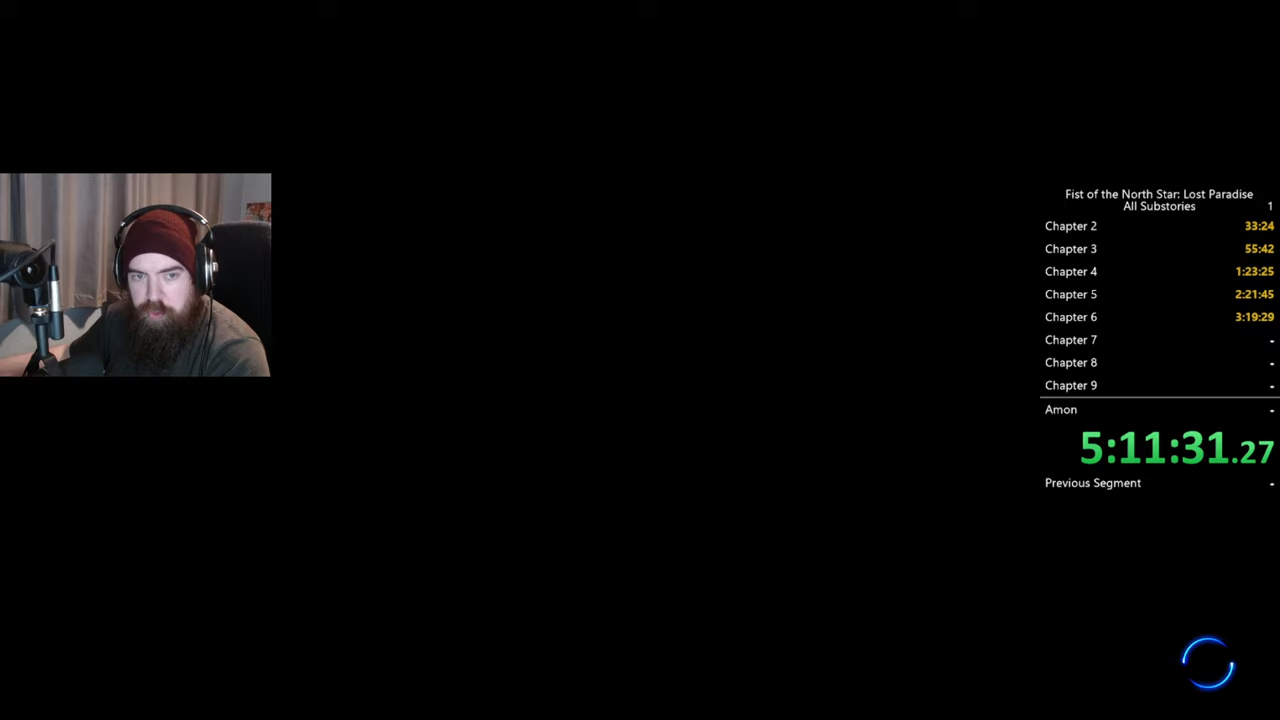 Fist of the North Star: Lost Paradise
All Substories 1
Chapter 2 33:24
Chapter 3 55:42
Chapter 4 1:23:25
Chapter 5 2:21:45
Chapter 6 3:19:29
Chapter 7 -
Chapter 8 -
Chapter 9 -
Amon -
5:11:31.27
Previous Segment -